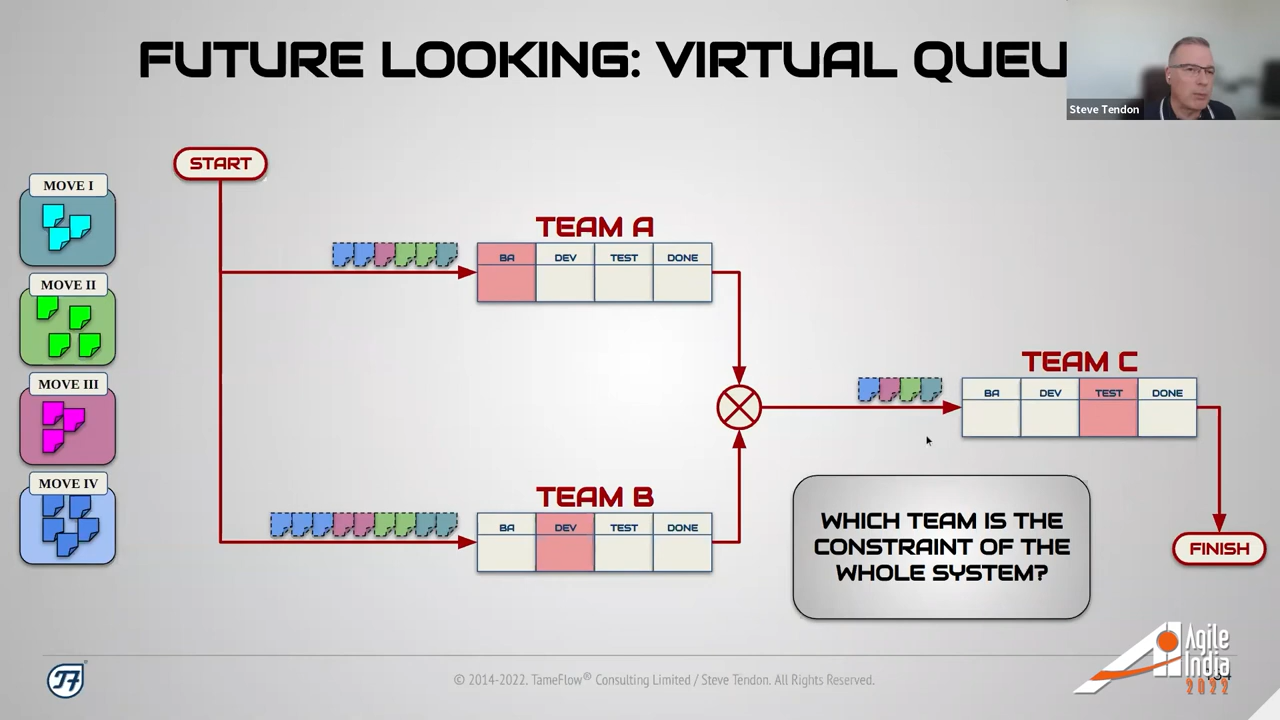 FUTURE LOOKING: VIRTUAL QUEU
Steve Tendon
START
MOVE I
MOVE II
MOVE III
MOVE IV
TEAM A
BA DEV TEST DONE
TEAM B
BA DEV TEST DONE
TEAM C
BA DEV TEST DONE
WHICH TEAM IS THE
CONSTRAINT OF THE
WHOLE SYSTEM?
FINISH
© 2014-2022. TameFlow® Consulting Limited / Steve Tendon. All Rights Reserved.
Agile
India
2022